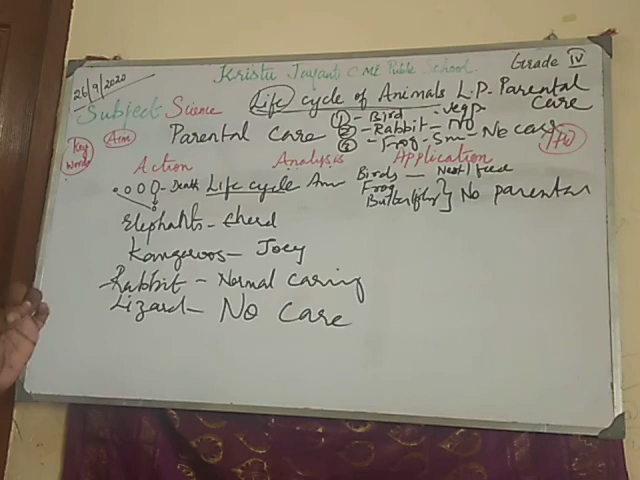 26/9/2020
Kristu Jayanti CMI Public School.
Grade IV
Subject: Science
Life cycle of Animals L.P. Parental Care
Key Words
Aim
Parental Care
① - Bird -
② - Rabbit - No
③ - Frog - No care
HW
Action
Analysis
Application
- Death Life cycle
Birds - Nest/feed
Frog
Butterfly } No parental
Elephants -
Kangaroos - Joey
Rabbit - Normal caring
Lizard - No Care